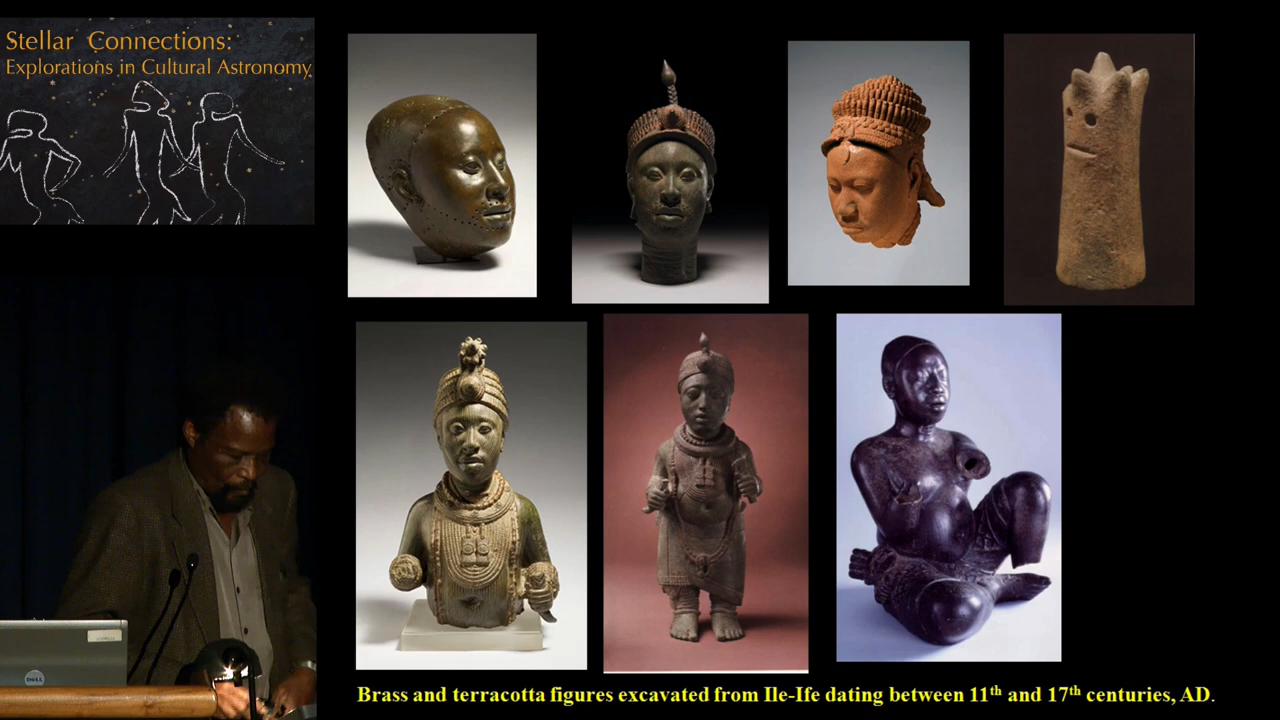 Stellar Connections:
Explorations in Cultural Astronomy
DELL
Brass and terracotta figures excavated from Ile-Ife dating between 11th and 17th centuries, AD.